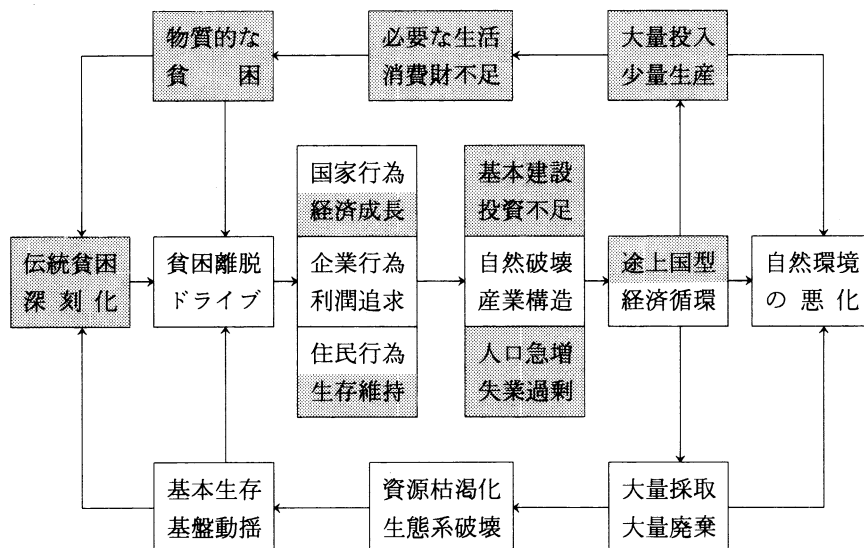 物質的な
貧困
必要な生活
消費財不足
大量投入
少量生産
国家行為
経済成長
基本建設
投資不足
伝統貧困
深刻化
貧困離脱
ドライブ
企業行為
利潤追求
自然破壊
産業構造
途上国型
経済循環
自然環境
の悪化
住民行為
生存維持
人口急増
失業過剰
基本生存
基盤動揺
資源枯渇化
生態系破壊
大量採取
大量廃棄